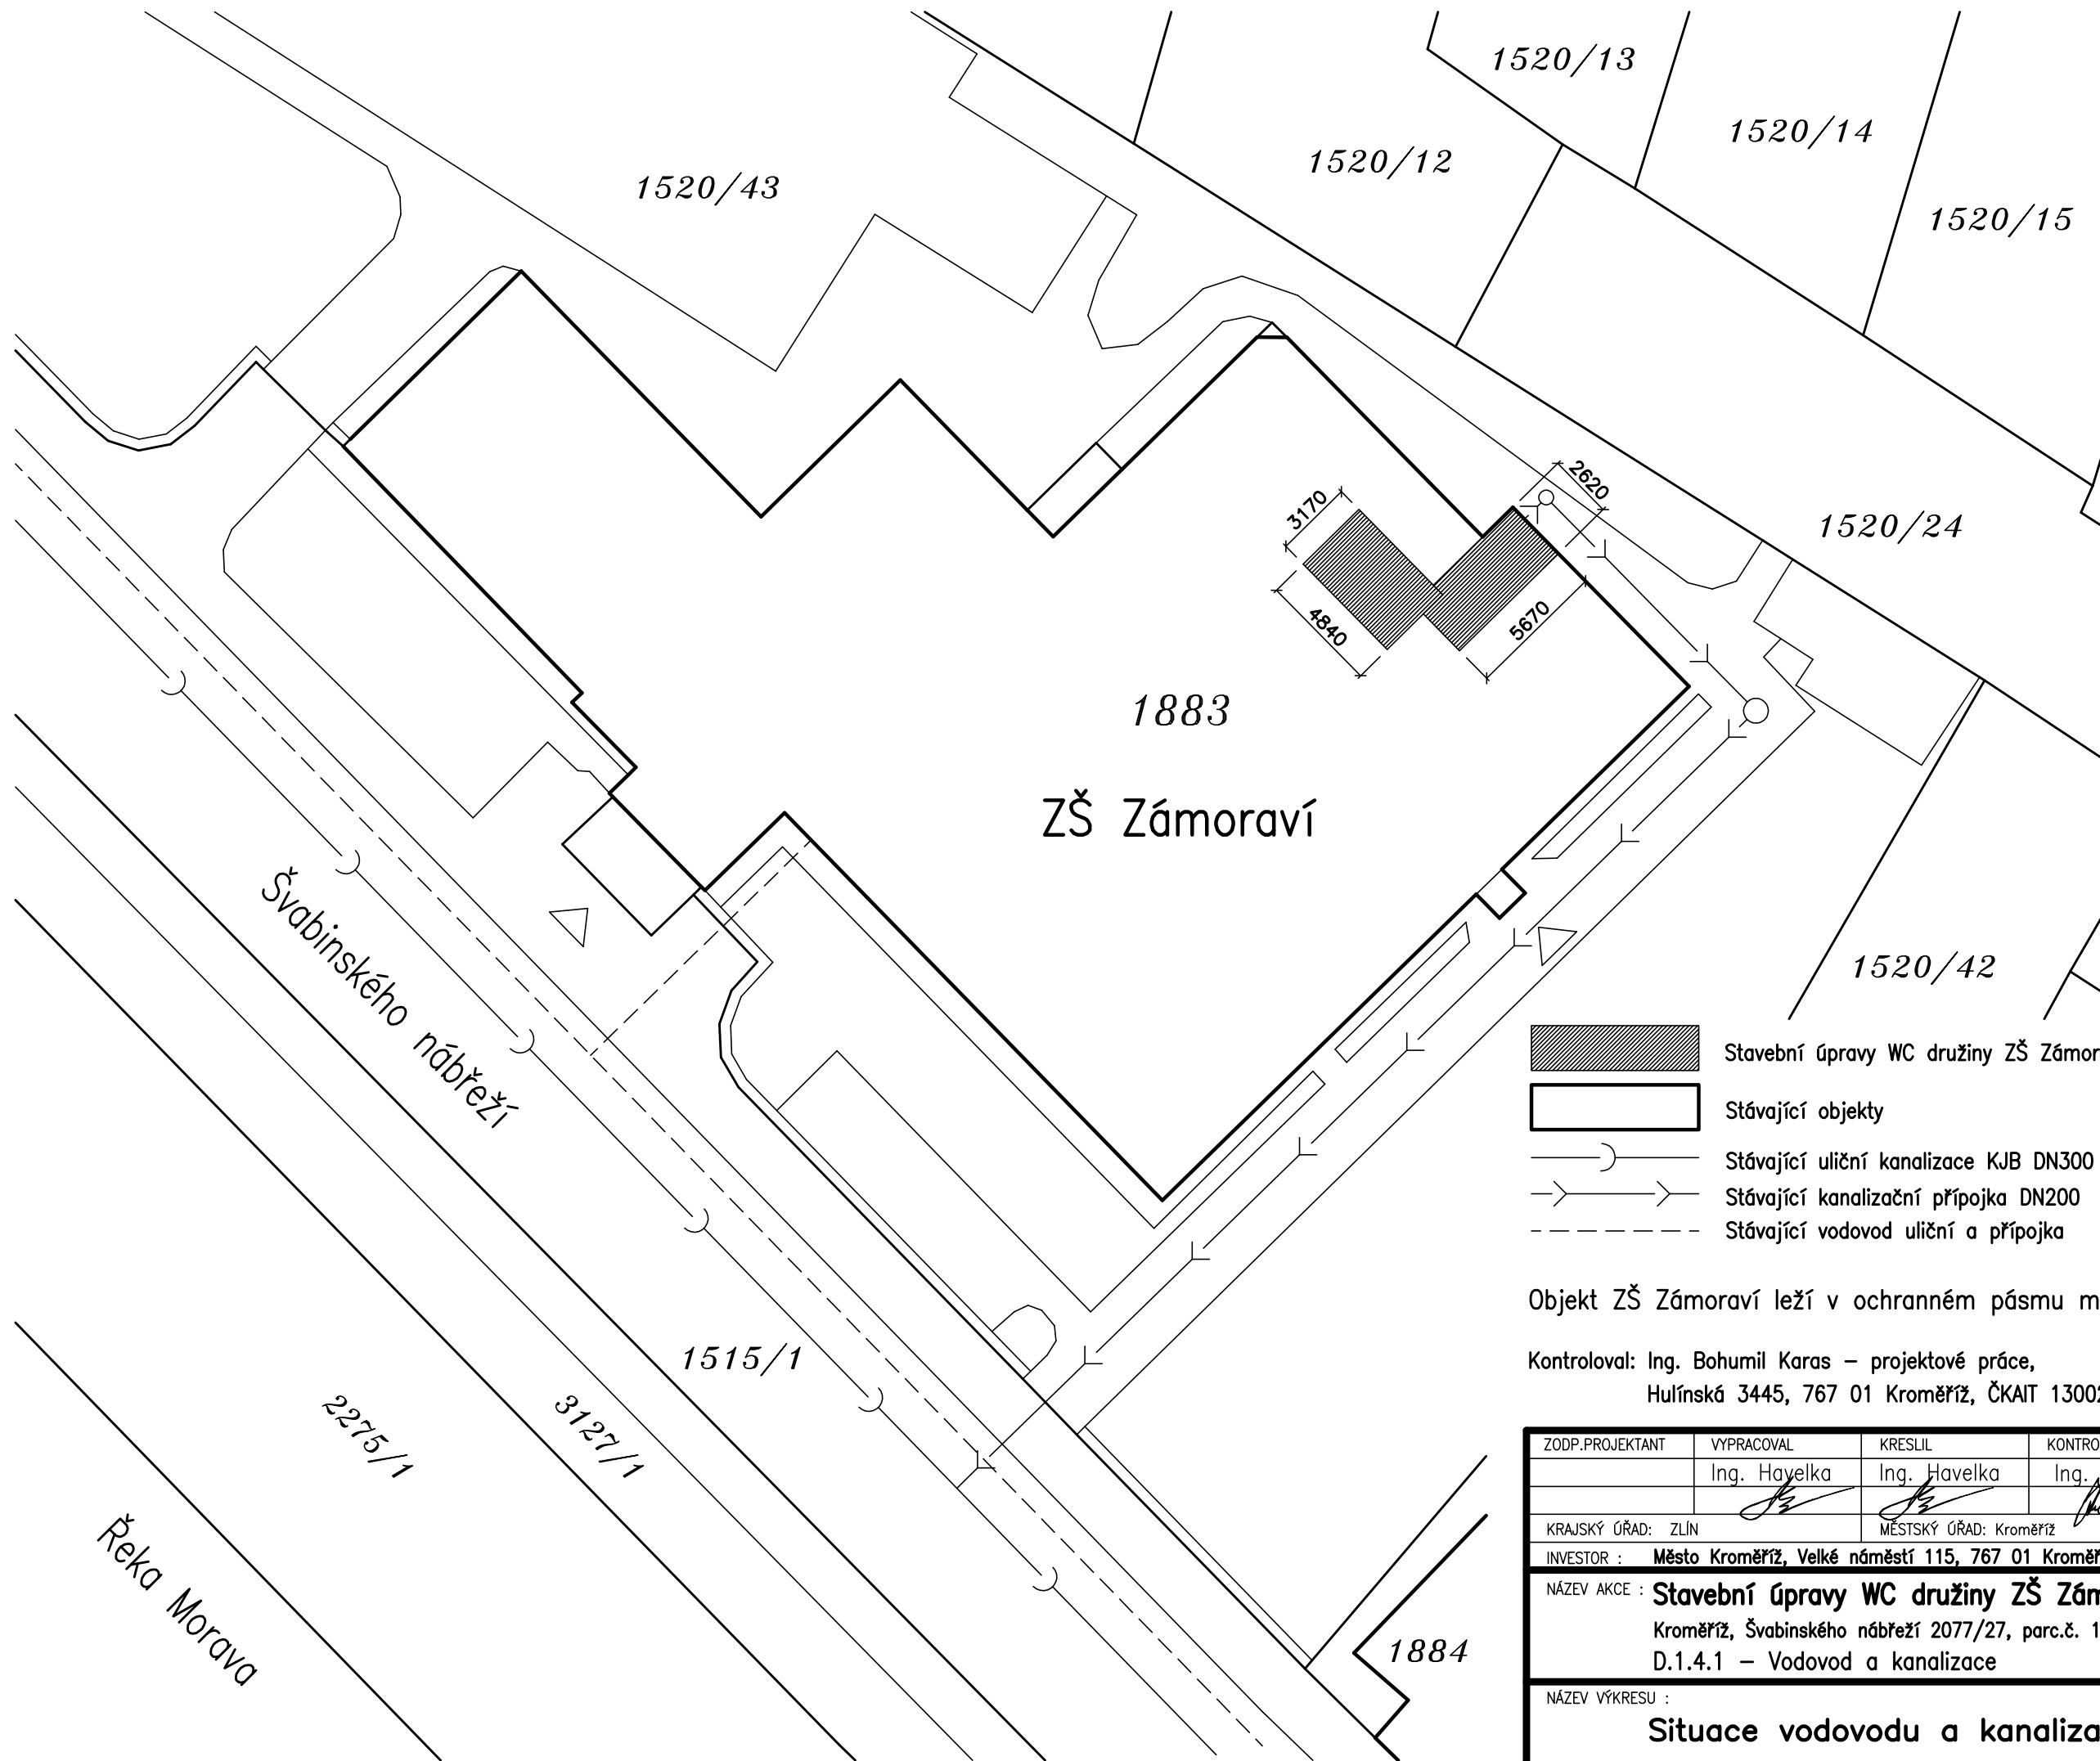 1520/13
1520/14
1520/12
1520/43
1520/15
2620
3170
1520/24
5670
4840
1883
ZŠ Zámoraví
Švabinského nábřeží
1520/42
Stavební úpravy WC družiny ZŠ Zámor
Stávající objekty
Stávající uliční kanalizace KJB DN300
Stávající kanalizační přípojka DN200
Stávající vodovod uliční a přípojka
Objekt ZŠ Zámoraví leží v ochranném pásmu m
1515/1
Kontroloval: Ing. Bohumil Karas – projektové práce,
Hulínská 3445, 767 01 Kroměříž, ČKAIT 13002
2275/1
3127/1
Řeka Morava
1884
ZODP.PROJEKTANT VYPRACOVAL KRESLIL KONTRO
Ing. Havelka Ing. Havelka Ing.
KRAJSKÝ ÚŘAD: ZLÍN MĚSTSKÝ ÚŘAD: Kroměříž
INVESTOR : Město Kroměříž, Velké náměstí 115, 767 01 Kroměř
NÁZEV AKCE : Stavební úpravy WC družiny ZŠ Zám
Kroměříž, Švabinského nábřeží 2077/27, parc.č. 1
D.1.4.1 – Vodovod a kanalizace
NÁZEV VÝKRESU :
Situace vodovodu a kanaliza